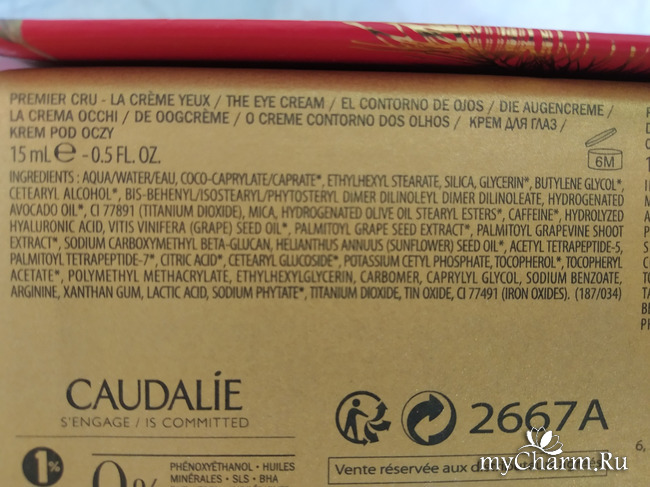 PREMIER CRU - LA CRÈME YEUX / THE EYE CREAM / EL CONTORNO DE OJOS / DIE AUGENCREME /
LA CREMA OCCHI / DE OOGCRÈME / O CREME CONTORNO DOS OLHOS / КРЕМ ДЛЯ ГЛАЗ /
KREM POD OCZY
15 mL ℮ - 0.5 FL. OZ.
6M
INGREDIENTS : AQUA/WATER/EAU, COCO-CAPRYLATE/CAPRATE*, ETHYLHEXYL STEARATE, SILICA, GLYCERIN*, BUTYLENE GLYCOL*,
CETEARYL ALCOHOL*, BIS-BEHENYL/ISOSTEARYL/PHYTOSTERYL DIMER DILINOLEYL DIMER DILINOLEATE, HYDROGENATED
AVOCADO OIL*, CI 77891 (TITANIUM DIOXIDE), MICA, HYDROGENATED OLIVE OIL STEARYL ESTERS*, CAFFEINE*, HYDROLYZED
HYALURONIC ACID, VITIS VINIFERA (GRAPE) SEED OIL*, PALMITOYL GRAPE SEED EXTRACT*, PALMITOYL GRAPEVINE SHOOT
EXTRACT*, SODIUM CARBOXYMETHYL BETA-GLUCAN, HELIANTHUS ANNUUS (SUNFLOWER) SEED OIL*, ACETYL TETRAPEPTIDE-5,
PALMITOYL TETRAPEPTIDE-7*, CITRIC ACID*, CETEARYL GLUCOSIDE*, POTASSIUM CETYL PHOSPHATE, TOCOPHEROL*, TOCOPHERYL
ACETATE*, POLYMETHYL METHACRYLATE, ETHYLHEXYLGLYCERIN, CARBOMER, CAPRYLYL GLYCOL, SODIUM BENZOATE,
ARGININE, XANTHAN GUM, LACTIC ACID, SODIUM PHYTATE*, TITANIUM DIOXIDE, TIN OXIDE, CI 77491 (IRON OXIDES). (187/034)
CAUDALÍE
S'ENGAGE / IS COMMITTED
2667A
1%
0%
PHÉNOXYÉTHANOL • HUILES
MINÉRALES • SLS • BHA
Vente réservée aux
myCharm.Ru